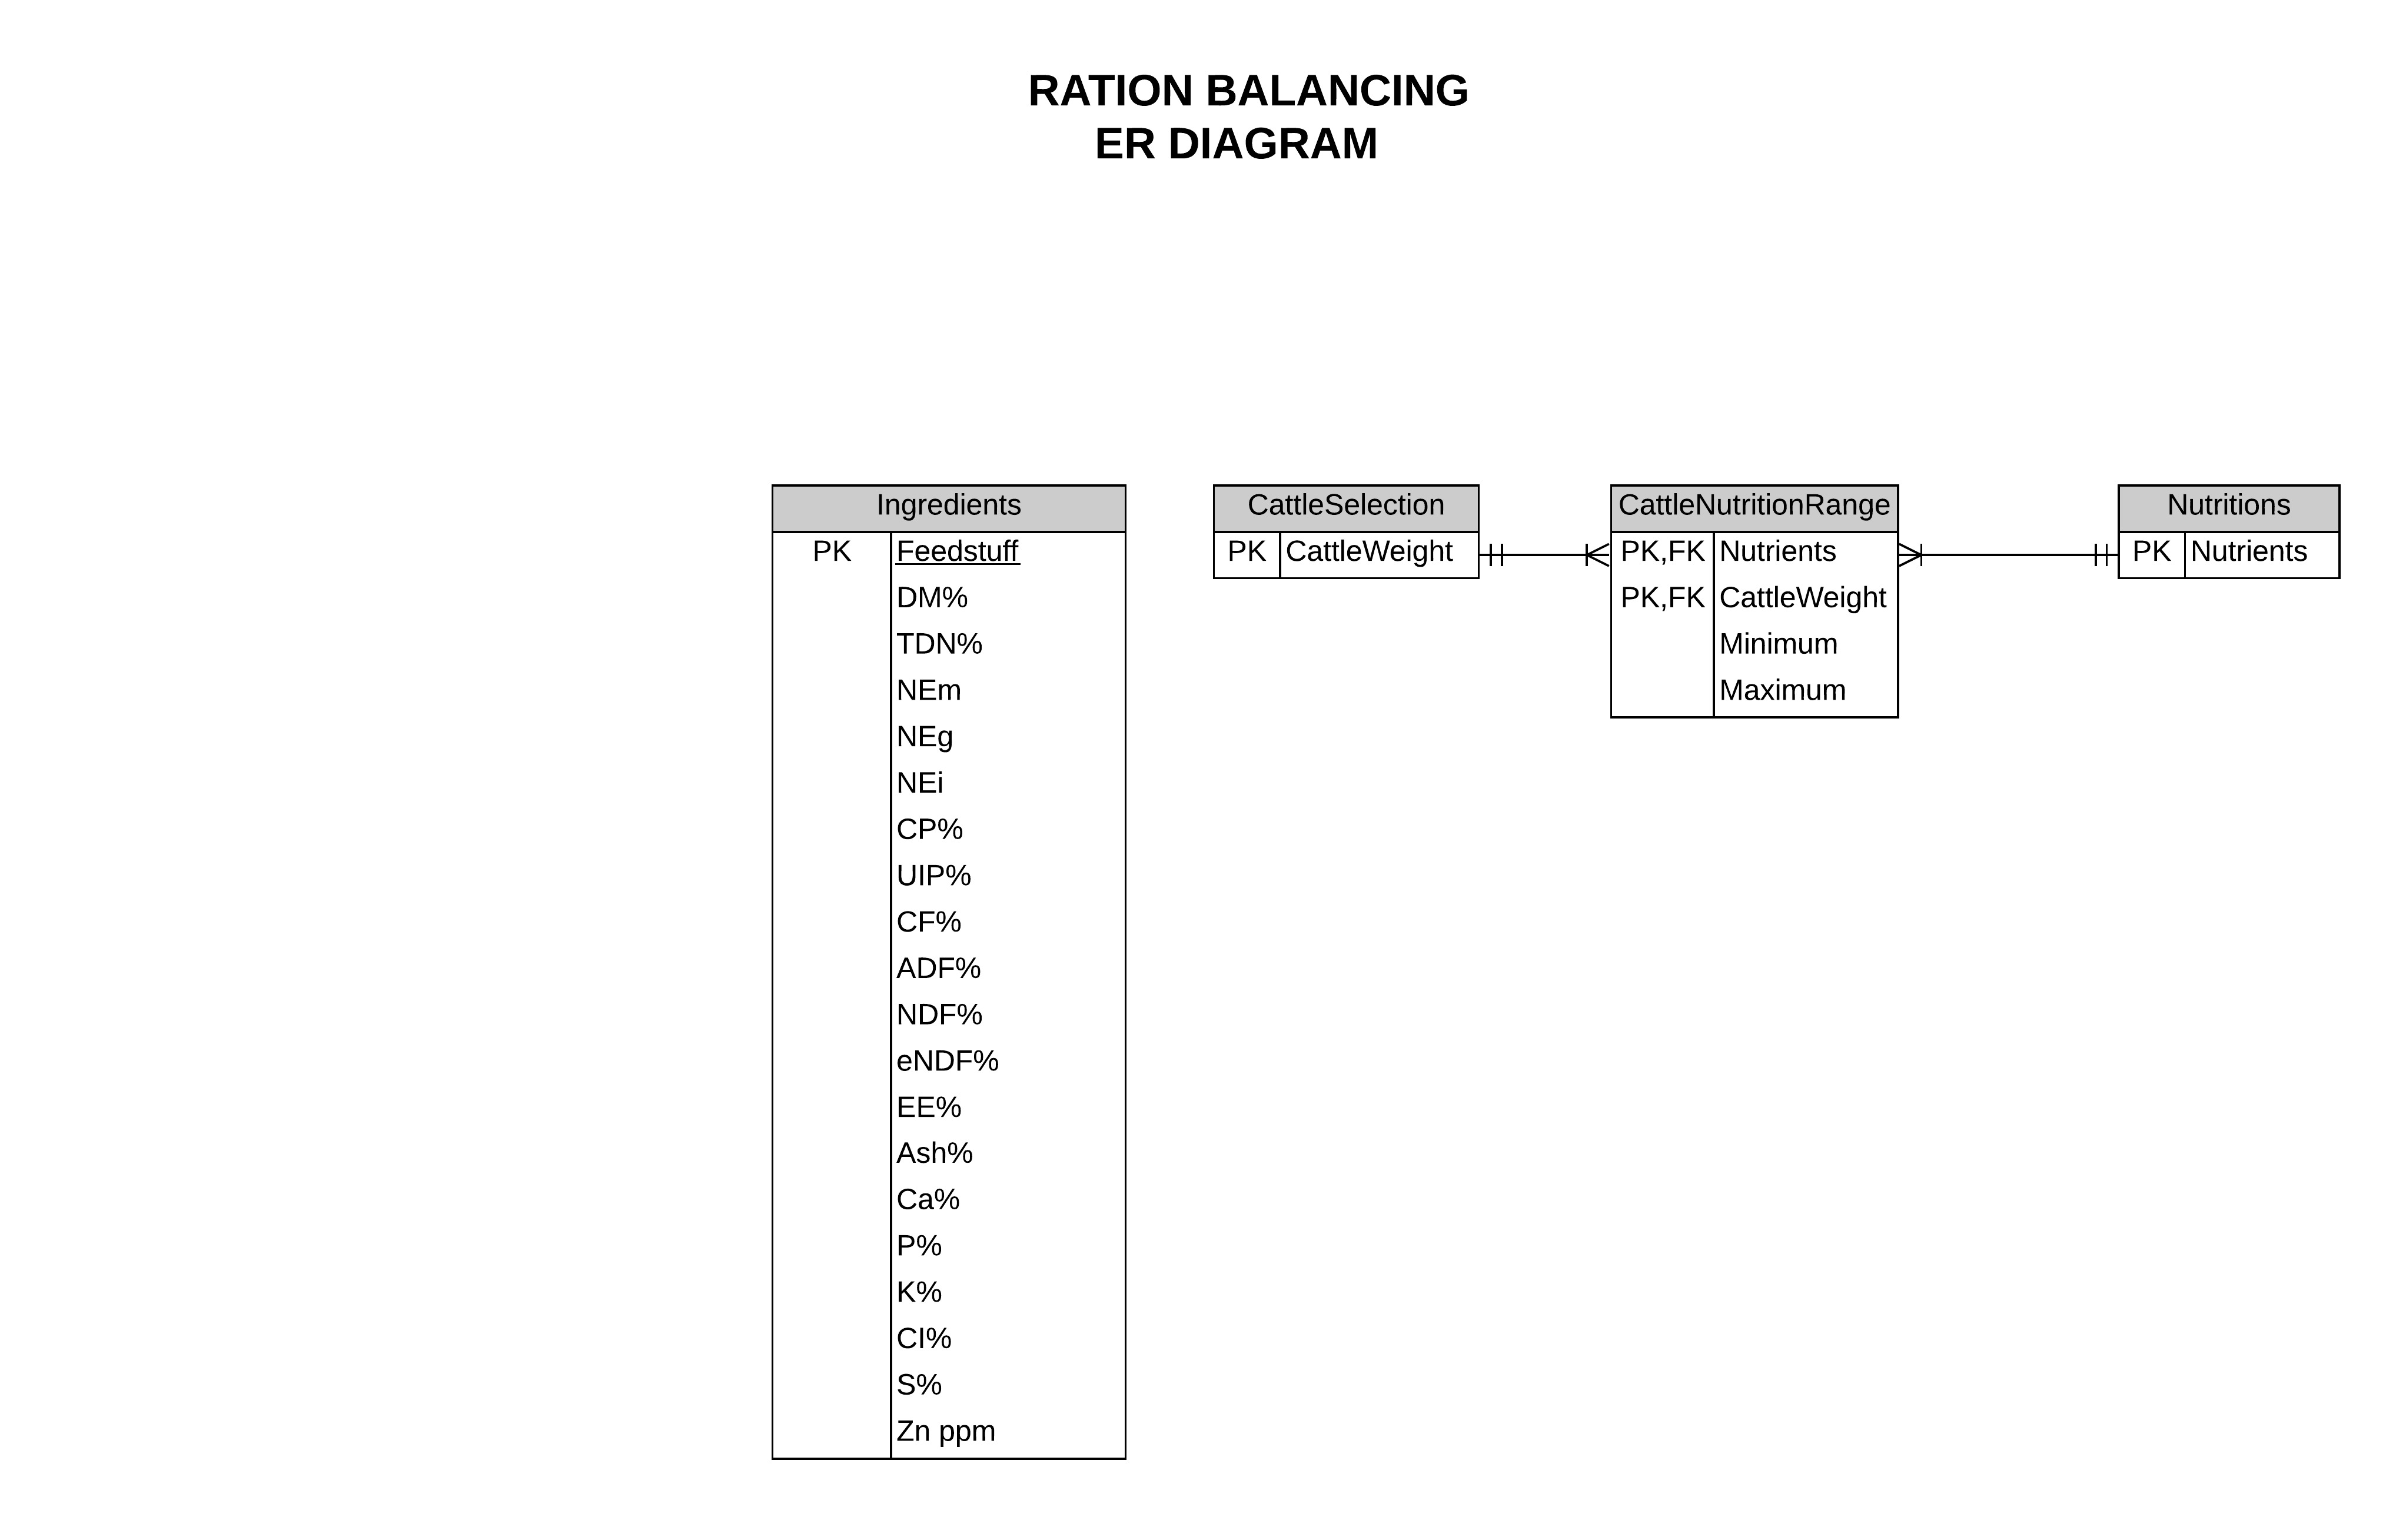 RATION BALANCING
ER DIAGRAM
Ingredients
PK Feedstuff
DM%
TDN%
NEm
NEg
NEi
CP%
UIP%
CF%
ADF%
NDF%
eNDF%
EE%
Ash%
Ca%
P%
K%
Cl%
S%
Zn ppm
CattleSelection
PK CattleWeight
CattleNutritionRange
PK,FK Nutrients
PK,FK CattleWeight
Minimum
Maximum
Nutritions
PK Nutrients